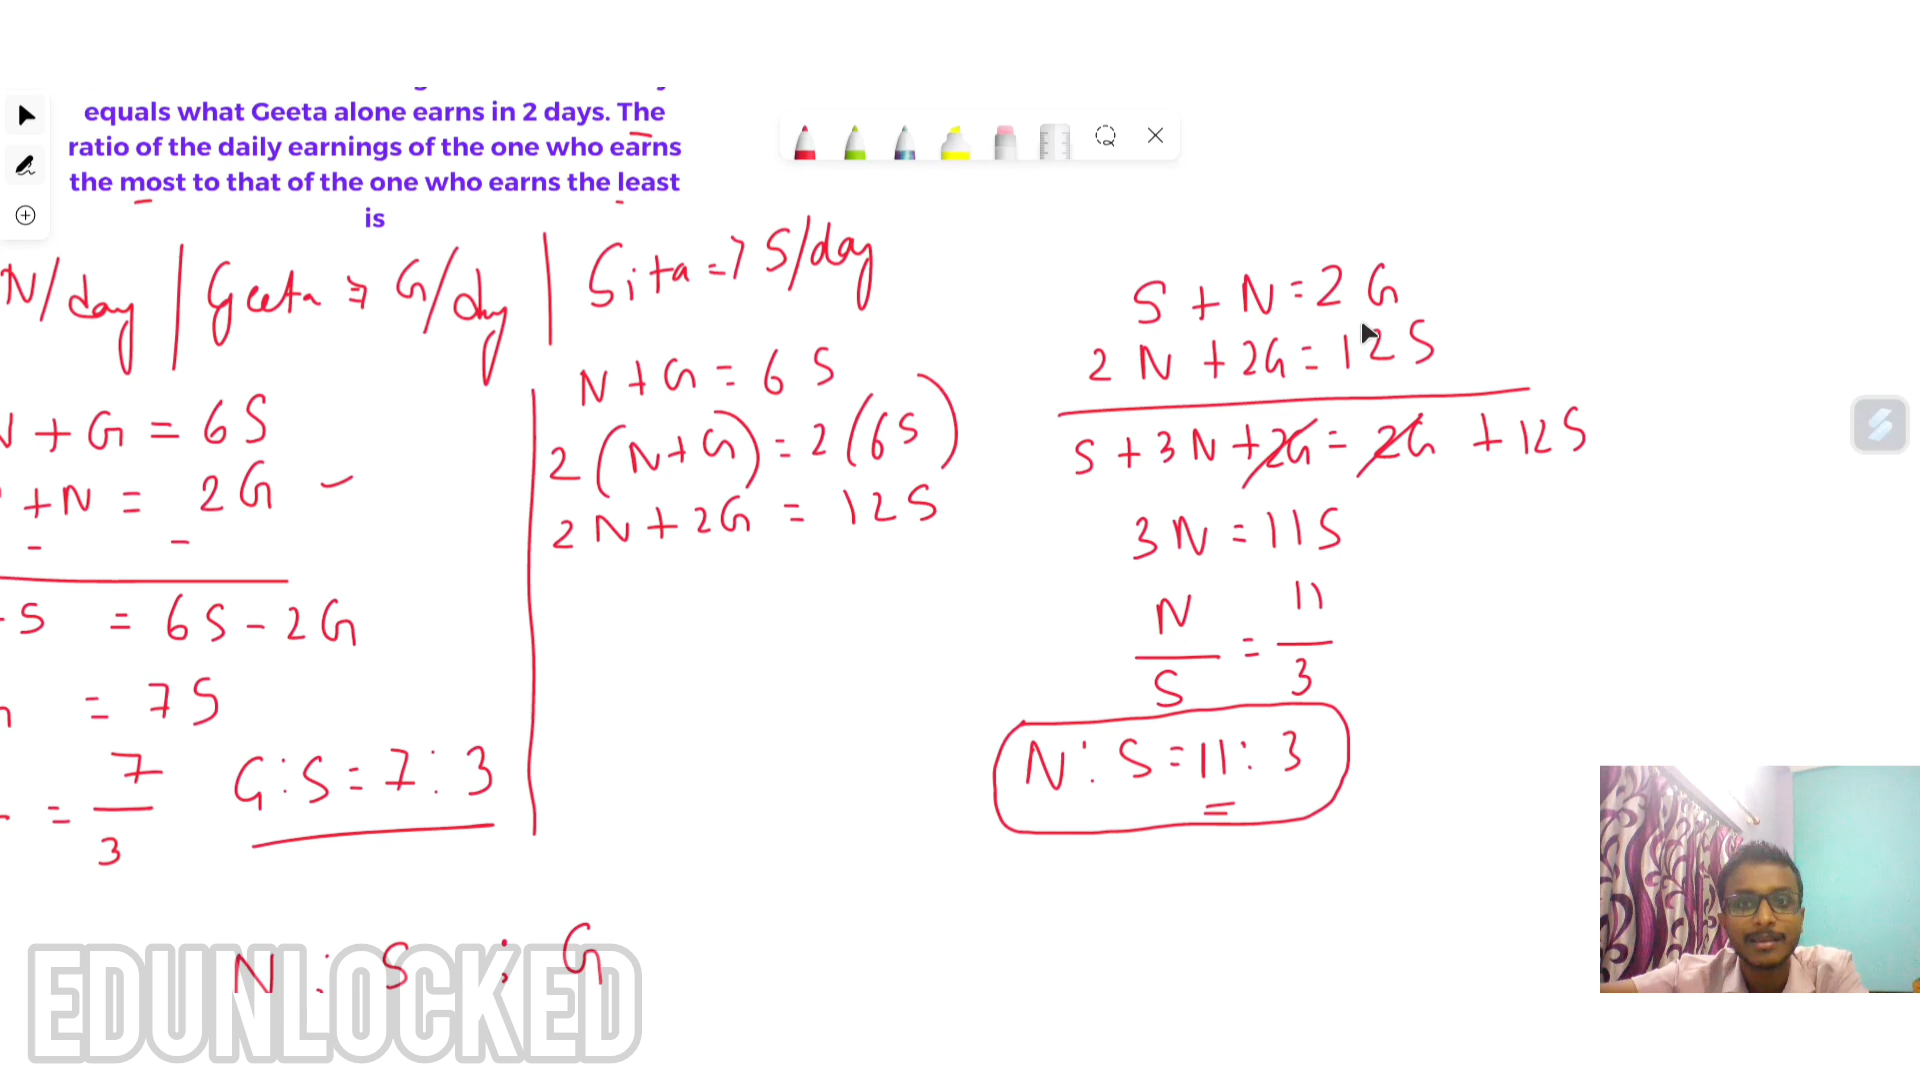 equals what Geeta alone earns in 2 days. The
ratio of the daily earnings of the one who earns
the most to that of the one who earns the least
is
N/day | Geeta => G/day | Sita => S/day
N + G = 6S
+ N = 2G
- -
-S = 6S - 2G
= 7S
= 7/3
G : S = 7 : 3
N + G = 6S
2(N+G) = 2(6S)
2N + 2G = 12S
S + N = 2G
2N + 2G = 12S
S + 3N + 2G = 2G + 12S
3N = 11S
N/S = 11/3
N : S = 11 : 3
N : S : G
EDUNLOCKED